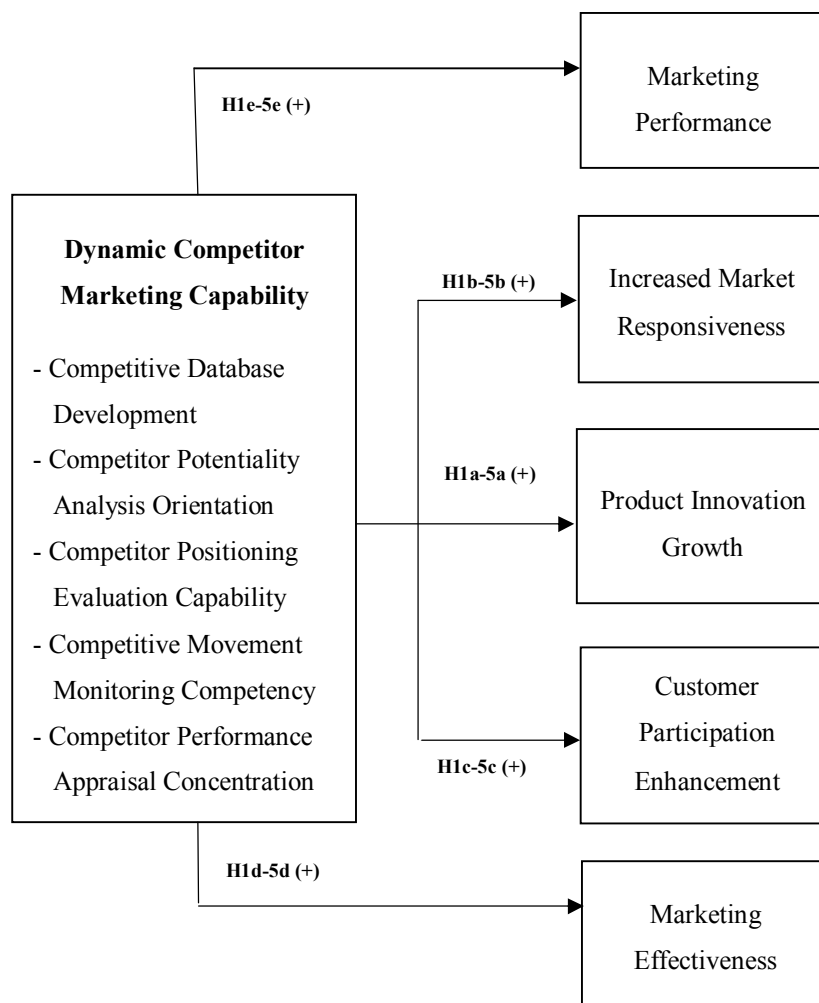 Marketing
Performance
H1e-5e (+)
Dynamic Competitor
Marketing Capability
- Competitive Database
Development
- Competitor Potentiality
Analysis Orientation
- Competitor Positioning
Evaluation Capability
- Competitive Movement
Monitoring Competency
- Competitor Performance
Appraisal Concentration
H1b-5b (+)
Increased Market
Responsiveness
H1a-5a (+)
Product Innovation
Growth
H1c-5c (+)
Customer
Participation
Enhancement
H1d-5d (+)
Marketing
Effectiveness